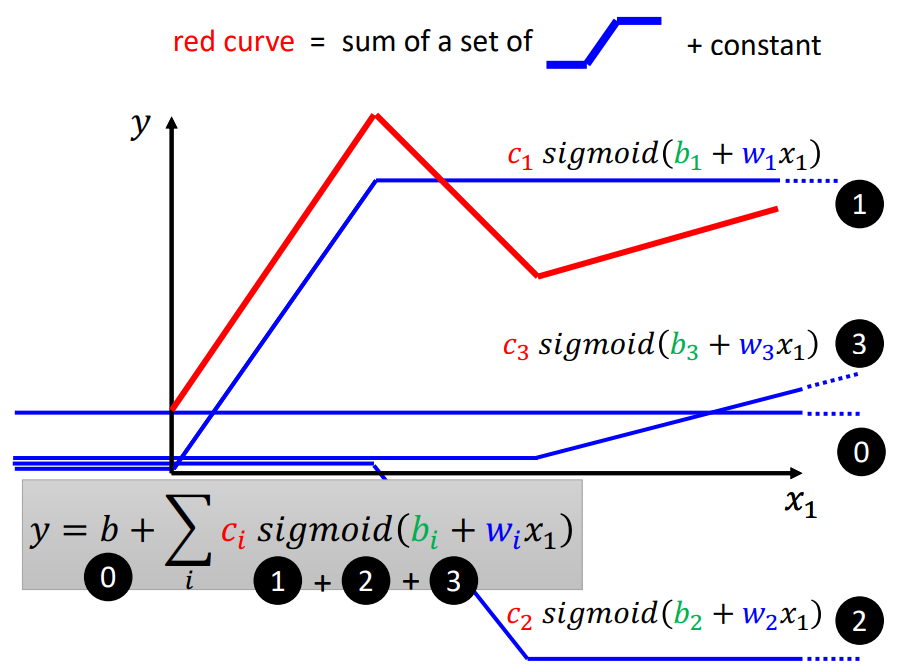 red curve = sum of a set of + constant
y
c₁ sigmoid(b₁ + w₁x₁)
1
c₃ sigmoid(b₃ + w₃x₁)
3
0
x₁
y = b + ∑ᵢ cᵢ sigmoid(bᵢ + wᵢx₁)
0 1 + 2 + 3
c₂ sigmoid(b₂ + w₂x₁)
2